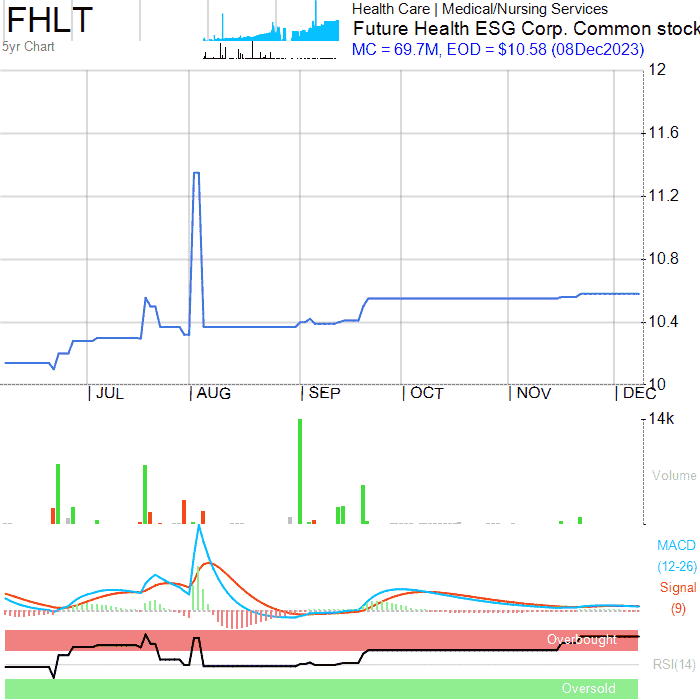 FHLT
5yr Chart
Health Care | Medical/Nursing Services
Future Health ESG Corp. Common stock
MC = 69.7M, EOD = $10.58 (08Dec2023)
12
11.6
11.2
10.8
10.4
10
JUL AUG SEP OCT NOV DEC
14k
Volume
MACD
(12-26)
Signal
(9)
Overbought
RSI(14)
Oversold